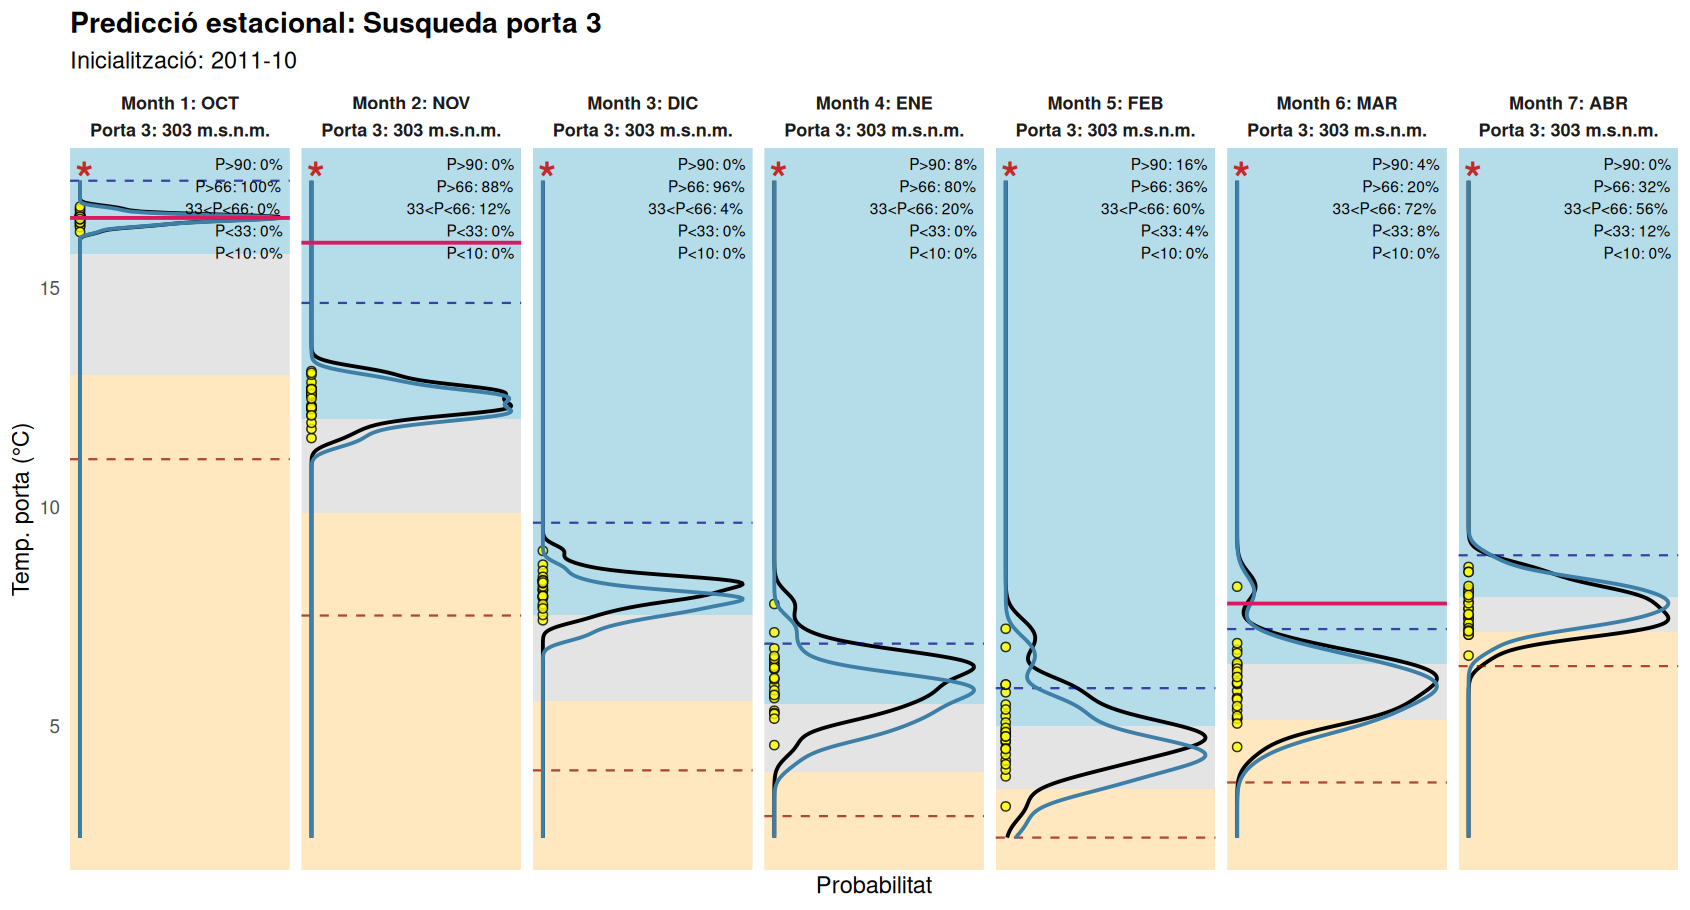 Predicció estacional: Susqueda porta 3
Inicialització: 2011-10
Month 1: OCT
Porta 3: 303 m.s.n.m.
Month 2: NOV
Porta 3: 303 m.s.n.m.
Month 3: DIC
Porta 3: 303 m.s.n.m.
Month 4: ENE
Porta 3: 303 m.s.n.m.
Month 5: FEB
Porta 3: 303 m.s.n.m.
Month 6: MAR
Porta 3: 303 m.s.n.m.
Month 7: ABR
Porta 3: 303 m.s.n.m.
*
P>90: 0%
P>66: 100%
33<P<66: 0%
P<33: 0%
P<10: 0%
*
P>90: 0%
P>66: 88%
33<P<66: 12%
P<33: 0%
P<10: 0%
*
P>90: 0%
P>66: 96%
33<P<66: 4%
P<33: 0%
P<10: 0%
*
P>90: 8%
P>66: 80%
33<P<66: 20%
P<33: 0%
P<10: 0%
*
P>90: 16%
P>66: 36%
33<P<66: 60%
P<33: 4%
P<10: 0%
*
P>90: 4%
P>66: 20%
33<P<66: 72%
P<33: 8%
P<10: 0%
*
P>90: 0%
P>66: 32%
33<P<66: 56%
P<33: 12%
P<10: 0%
15
10
5
Temp. porta (°C)
Probabilitat